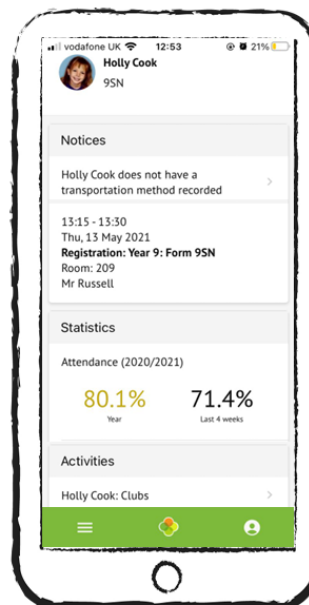 vodafone UK 12:53 21%
Holly Cook
9SN
Notices
Holly Cook does not have a
transportation method recorded
13:15 - 13:30
Thu, 13 May 2021
Registration: Year 9: Form 9SN
Room: 209
Mr Russell
Statistics
Attendance (2020/2021)
80.1% 71.4%
Year Last 4 weeks
Activities
Holly Cook: Clubs